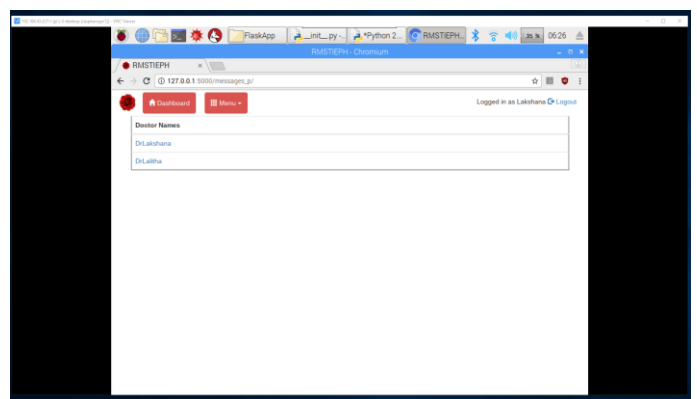 FlaskApp
__init__.py -...
*Python 2...
RMSTIEPH...
35 %
06:26
RMSTIEPH - Chromium
RMSTIEPH
127.0.0.1:5000/messages_p/
Dashboard
Menu
Logged in as Lakshana Logout
Doctor Names
DrLakshana
DrLalitha